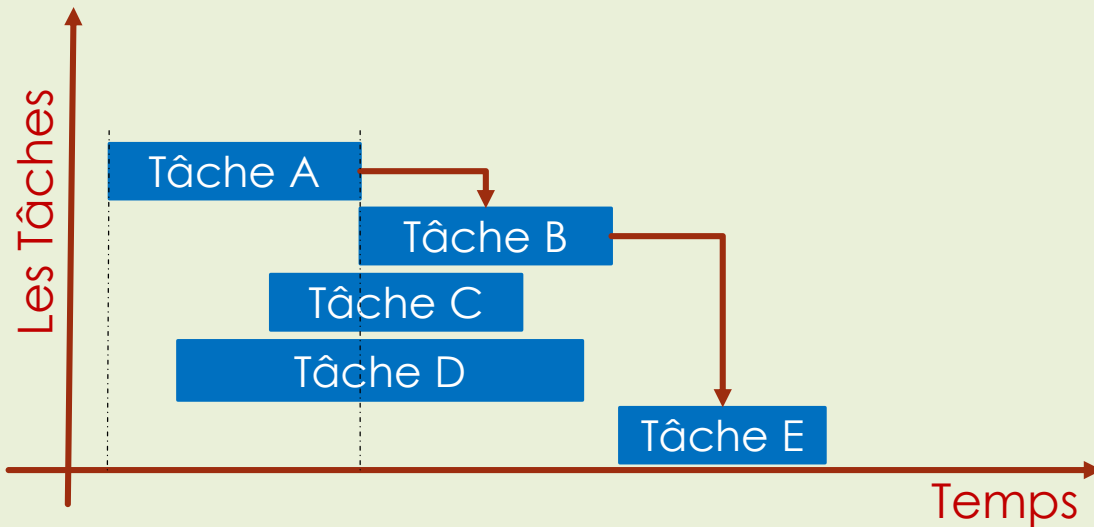 Les Tâches
Tâche A
Tâche B
Tâche C
Tâche D
Tâche E
Temps